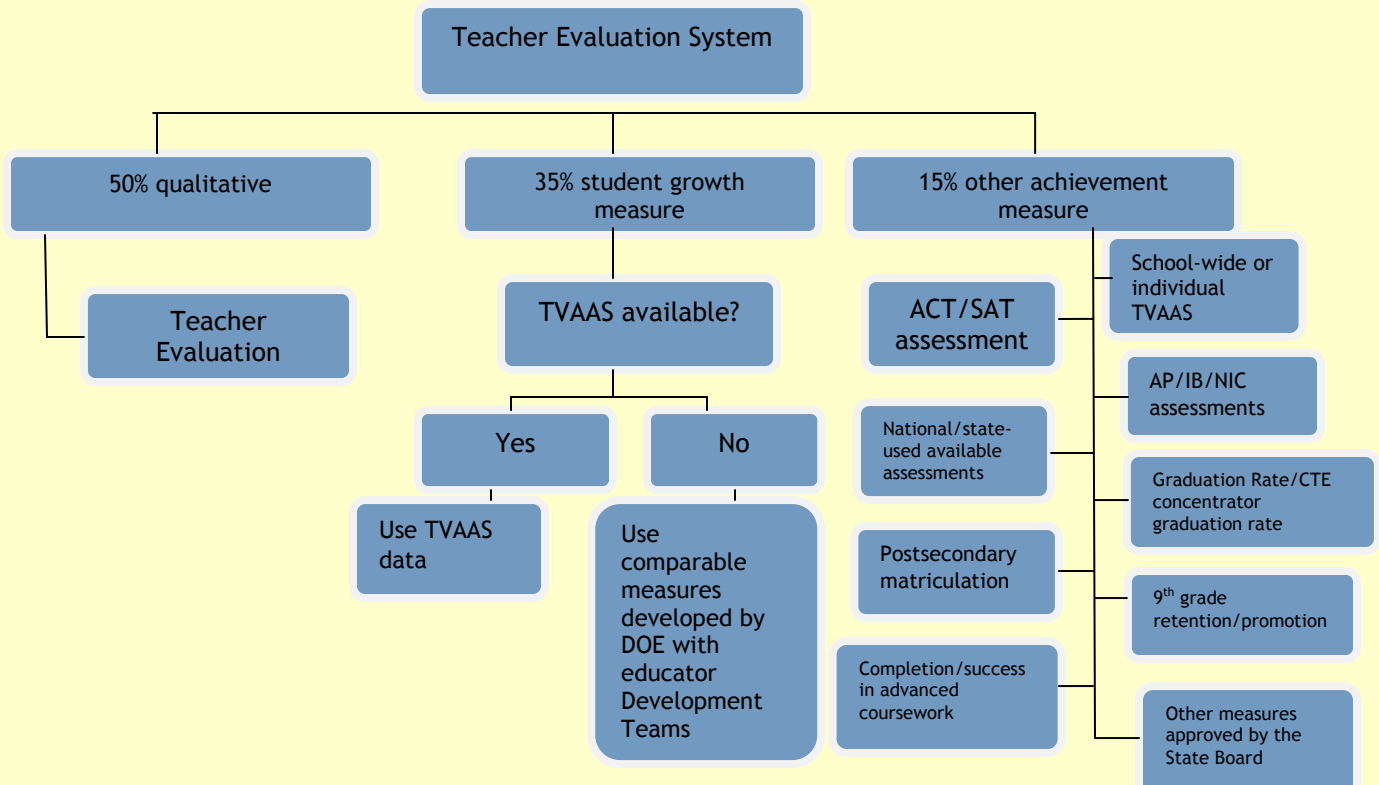 Teacher Evaluation System
50% qualitative
35% student growth
measure
15% other achievement
measure
Teacher
Evaluation
TVAAS available?
Yes
No
Use TVAAS
data
Use
comparable
measures
developed by
DOE with
educator
Development
Teams
ACT/SAT
assessment
School-wide or
individual
TVAAS
AP/IB/NIC
assessments
National/state-
used available
assessments
Graduation Rate/CTE
concentrator
graduation rate
Postsecondary
matriculation
9th grade
retention/promotion
Completion/success
in advanced
coursework
Other measures
approved by the
State Board